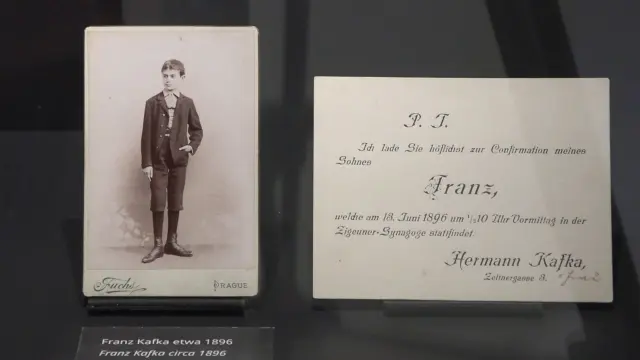 Fuchs
PRAGUE.
Franz Kafka etwa 1896
Franz Kafka circa 1896
P. T.
Ich lade Sie höflichst zur Confirmation meines
Sohnes
Franz,
welche am 13. Juni 1896 um ½10 Uhr Vormittag in der
Zigeuner-Synagoge stattfindet.
Hermann Kafka,
Zeltnergasse 3.